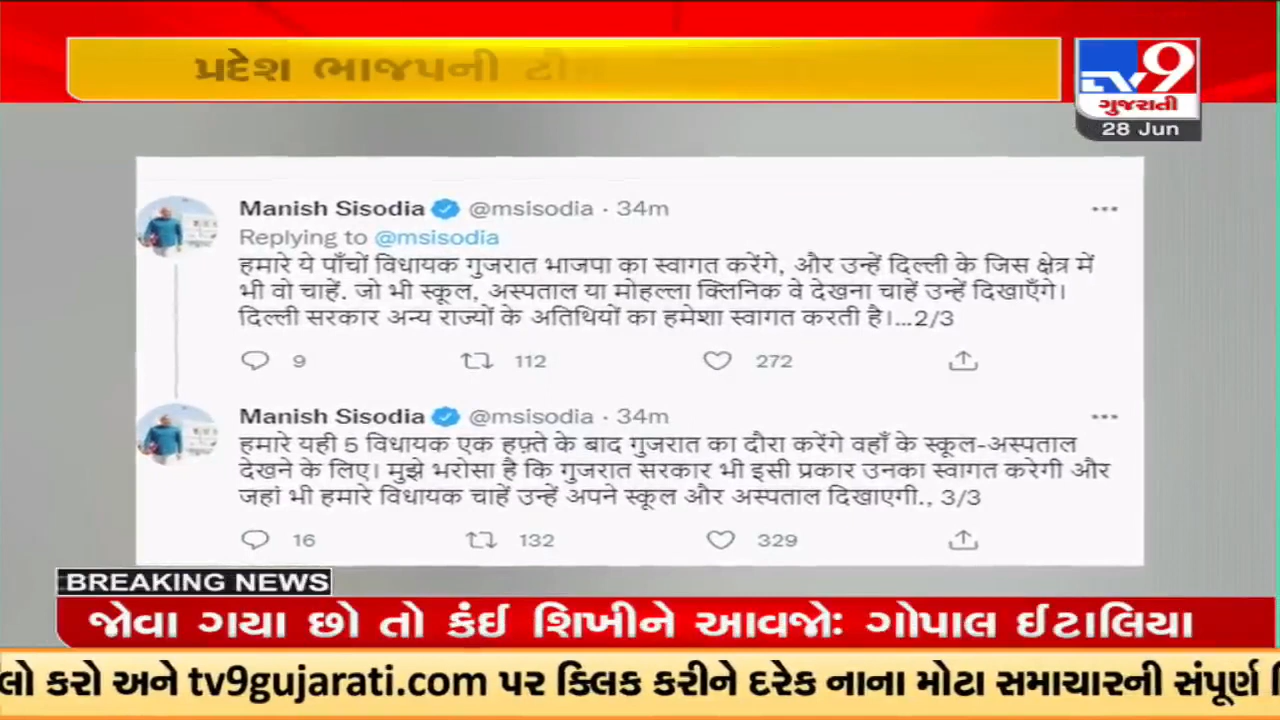 પ્રદેશ ભાજપની
TV9
ગુજરાતી
28 Jun
Manish Sisodia @msisodia · 34m
Replying to @msisodia
हमारे ये पाँचों विधायक गुजरात भाजपा का स्वागत करेंगे, और उन्हें दिल्ली के जिस क्षेत्र में
भी वो चाहें. जो भी स्कूल, अस्पताल या मोहल्ला क्लिनिक वे देखना चाहें उन्हें दिखाएँगे।
दिल्ली सरकार अन्य राज्यों के अतिथियों का हमेशा स्वागत करती है।...2/3
9 112 272
Manish Sisodia @msisodia · 34m
हमारे यही 5 विधायक एक हफ़्ते के बाद गुजरात का दौरा करेंगे वहाँ के स्कूल-अस्पताल
देखने के लिए। मुझे भरोसा है कि गुजरात सरकार भी इसी प्रकार उनका स्वागत करेगी और
जहां भी हमारे विधायक चाहें उन्हें अपने स्कूल और अस्पताल दिखाएगी., 3/3
16 132 329
BREAKING NEWS
જોવા ગયા છો તો કંઈ શિખીને આવજોઃ ગોપાલ ઈટાલિયા
લો કરો અને tv9gujarati.com પર ક્લિક કરીને દરેક નાના મોટા સમાચારની સંપૂર્ણ